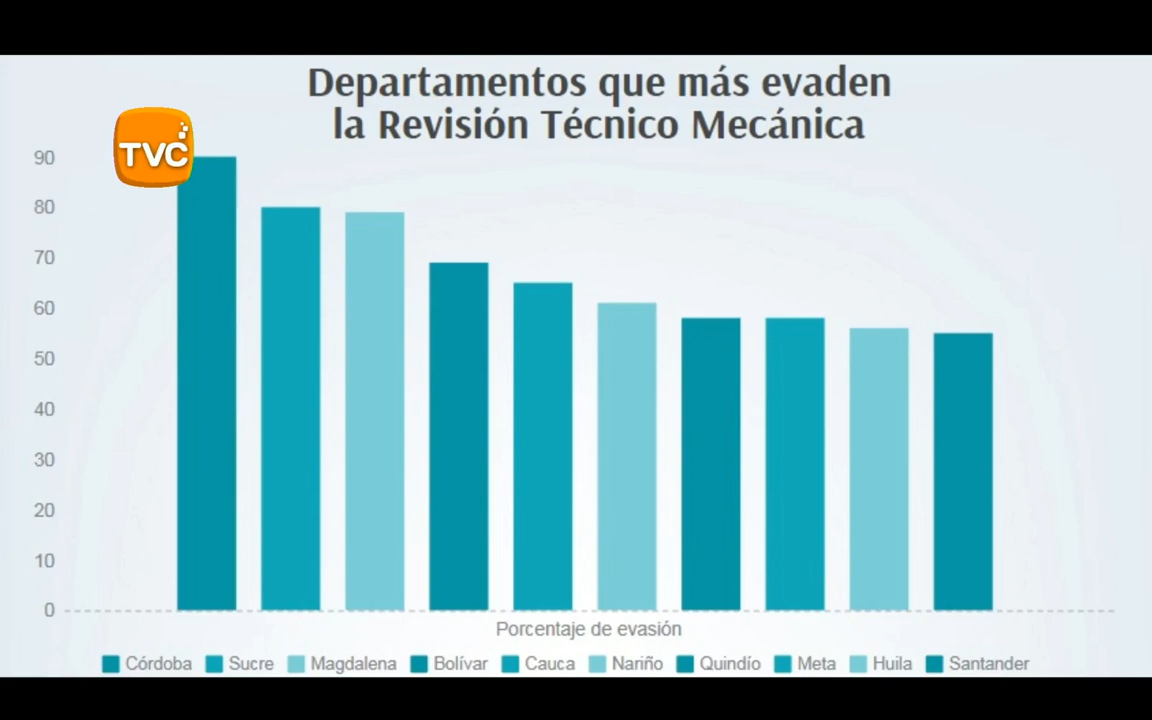 Departamentos que más evaden
la Revisión Técnico Mecánica
TVC
90
80
70
60
50
40
30
20
10
0
Porcentaje de evasión
Córdoba Sucre Magdalena Bolívar Cauca Nariño Quindío Meta Huila Santander